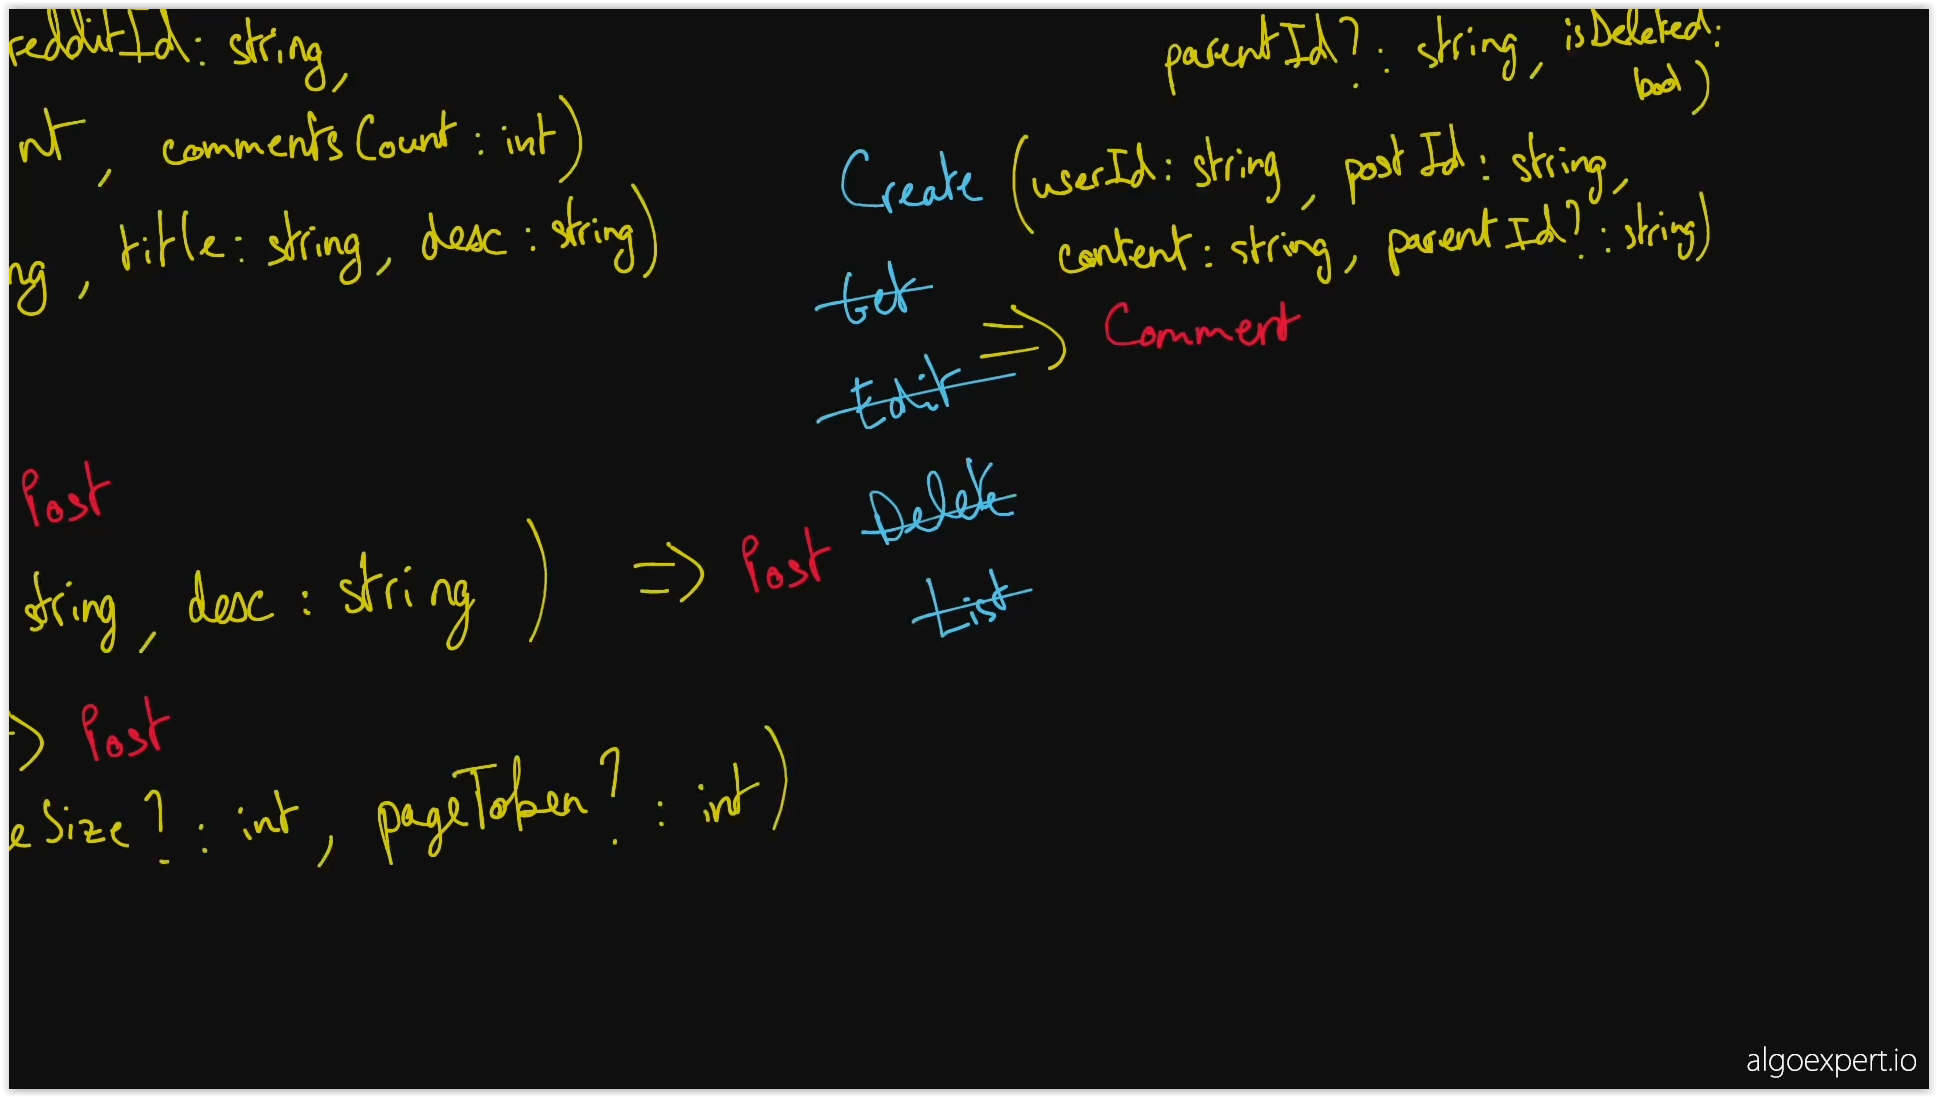 redditId: string,
nt, commentsCount: int)
ng, title: string, desc: string)
Post
string, desc: string) => Post
=> Post
eSize?: int, pageToken?: int)
parentId?: string, isDeleted:
bool)
Create (userId: string, postId: string,
content: string, parentId?: string)
Get
=> Comment
Edit
Delete
List
algoexpert.io